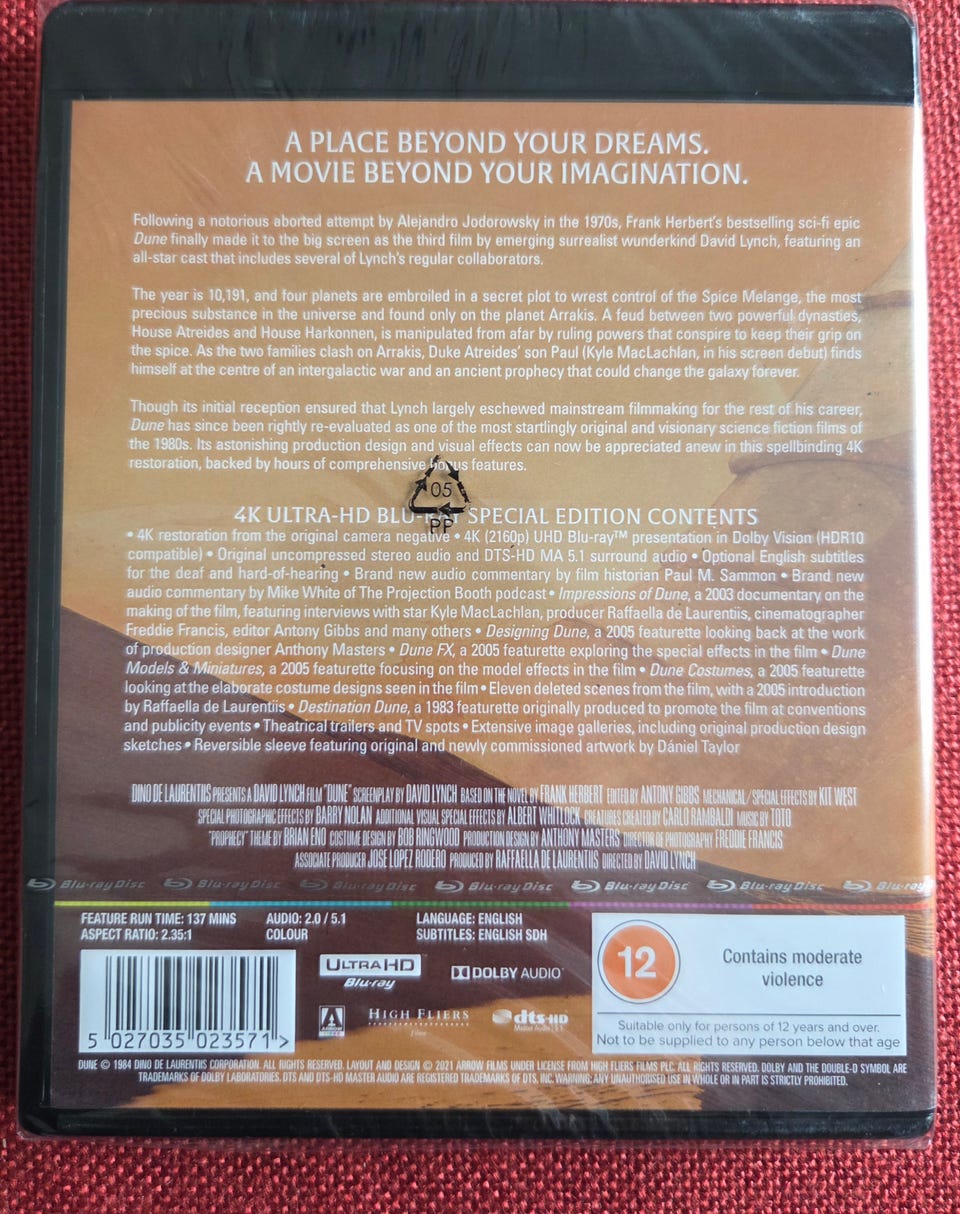 A PLACE BEYOND YOUR DREAMS.
A MOVIE BEYOND YOUR IMAGINATION.
Following a notorious aborted attempt by Alejandro Jodorowsky in the 1970s, Frank Herbert's bestselling sci-fi epic
Dune finally made it to the big screen as the third film by emerging surrealist wunderkind David Lynch, featuring an
all-star cast that includes several of Lynch's regular collaborators.
The year is 10,191, and four planets are embroiled in a secret plot to wrest control of the Spice Melange, the most
precious substance in the universe and found only on the planet Arrakis. A feud between two powerful dynasties,
House Atreides and House Harkonnen, is manipulated from afar by ruling powers that conspire to keep their grip on
the spice. As the two families clash on Arrakis, Duke Atreides' son Paul (Kyle MacLachlan, in his screen debut) finds
himself at the centre of an intergalactic war and an ancient prophecy that could change the galaxy forever.
Though its initial reception ensured that Lynch largely eschewed mainstream filmmaking for the rest of his career,
Dune has since been rightly re-evaluated as one of the most startlingly original and visionary science fiction films of
the 1980s. Its astonishing production design and visual effects can now be appreciated anew in this spellbinding 4K
restoration, backed by hours of comprehensive bonus features.
05
PP
4K ULTRA-HD BLU-RAY SPECIAL EDITION CONTENTS
• 4K restoration from the original camera negative • 4K (2160p) UHD Blu-ray™ presentation in Dolby Vision (HDR10
compatible) • Original uncompressed stereo audio and DTS-HD MA 5.1 surround audio • Optional English subtitles
for the deaf and hard-of-hearing • Brand new audio commentary by film historian Paul M. Sammon • Brand new
audio commentary by Mike White of The Projection Booth podcast • Impressions of Dune, a 2003 documentary on the
making of the film, featuring interviews with star Kyle MacLachlan, producer Raffaella de Laurentiis, cinematographer
Freddie Francis, editor Antony Gibbs and many others • Designing Dune, a 2005 featurette looking back at the work
of production designer Anthony Masters • Dune FX, a 2005 featurette exploring the special effects in the film • Dune
Models & Miniatures, a 2005 featurette focusing on the model effects in the film • Dune Costumes, a 2005 featurette
looking at the elaborate costume designs seen in the film • Eleven deleted scenes from the film, with a 2005 introduction
by Raffaella de Laurentiis • Destination Dune, a 1983 featurette originally produced to promote the film at conventions
and publicity events • Theatrical trailers and TV spots • Extensive image galleries, including original production design
sketches • Reversible sleeve featuring original and newly commissioned artwork by Dániel Taylor
DINO DE LAURENTIIS PRESENTS A DAVID LYNCH FILM "DUNE" SCREENPLAY BY DAVID LYNCH BASED ON THE NOVEL BY FRANK HERBERT EDITED BY ANTONY GIBBS MECHANICAL/SPECIAL EFFECTS BY KIT WEST
SPECIAL PHOTOGRAPHIC EFFECTS BY BARRY NOLAN ADDITIONAL VISUAL SPECIAL EFFECTS BY ALBERT WHITLOCK CREATURES CREATED BY CARLO RAMBALDI MUSIC BY TOTO
"PROPHECY" THEME BY BRIAN ENO COSTUME DESIGN BY BOB RINGWOOD PRODUCTION DESIGN BY ANTHONY MASTERS DIRECTOR OF PHOTOGRAPHY FREDDIE FRANCIS
ASSOCIATE PRODUCER JOSE LOPEZ RODERO PRODUCED BY RAFFAELLA DE LAURENTIIS DIRECTED BY DAVID LYNCH
Blu-ray Disc Blu-ray Disc Blu-ray Disc Blu-ray Disc Blu-ray Disc Blu-ray Disc Blu-ray
FEATURE RUN TIME: 137 MINS AUDIO: 2.0 / 5.1 LANGUAGE: ENGLISH
ASPECT RATIO: 2.35:1 COLOUR SUBTITLES: ENGLISH SDH
12
Contains moderate
violence
Suitable only for persons of 12 years and over.
Not to be supplied to any person below that age
ULTRA HD
Blu-ray
DOLBY AUDIO
ARROW
HIGH FLIERS
Films
dts-HD
Master Audio 5.1
5 027035 023571 >
DUNE © 1984 DINO DE LAURENTIIS CORPORATION. ALL RIGHTS RESERVED. LAYOUT AND DESIGN © 2021 ARROW FILMS UNDER LICENSE FROM HIGH FLIERS FILMS PLC. ALL RIGHTS RESERVED. DOLBY AND THE DOUBLE-D SYMBOL ARE
TRADEMARKS OF DOLBY LABORATORIES. DTS AND DTS-HD MASTER AUDIO ARE REGISTERED TRADEMARKS OF DTS, INC. WARNING: ANY UNAUTHORISED USE IN WHOLE OR IN PART IS STRICTLY PROHIBITED.